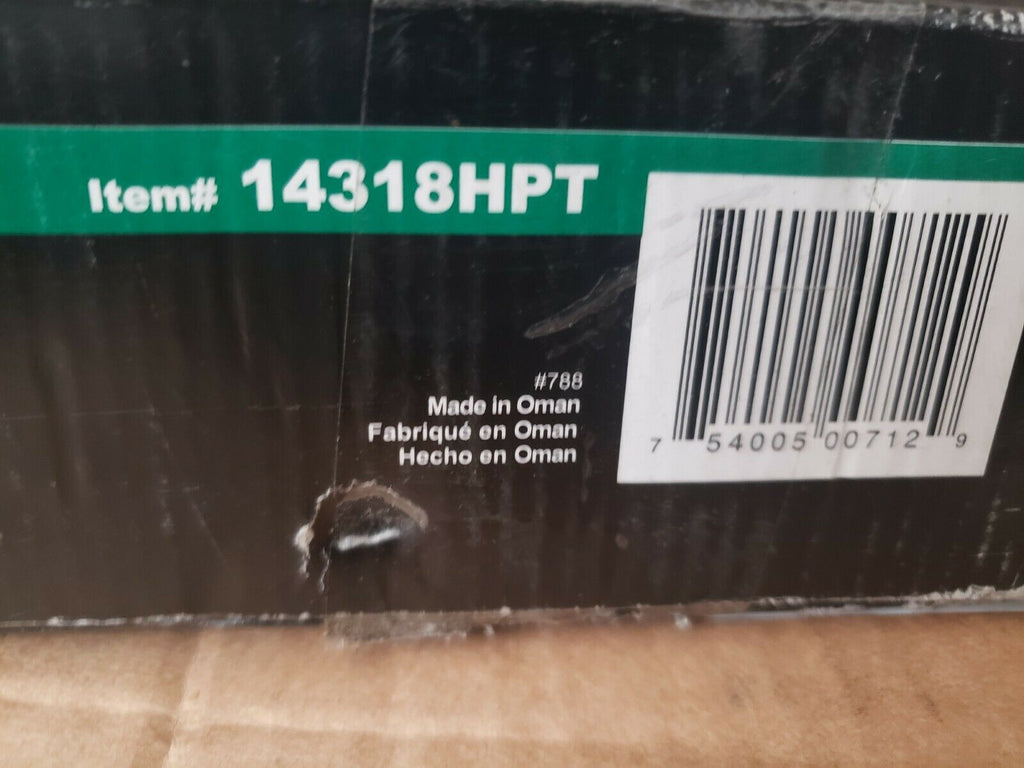 Item# 14318HPT
#788
Made in Oman
Fabriqué en Oman
Hecho en Oman
7 54005 00712 9